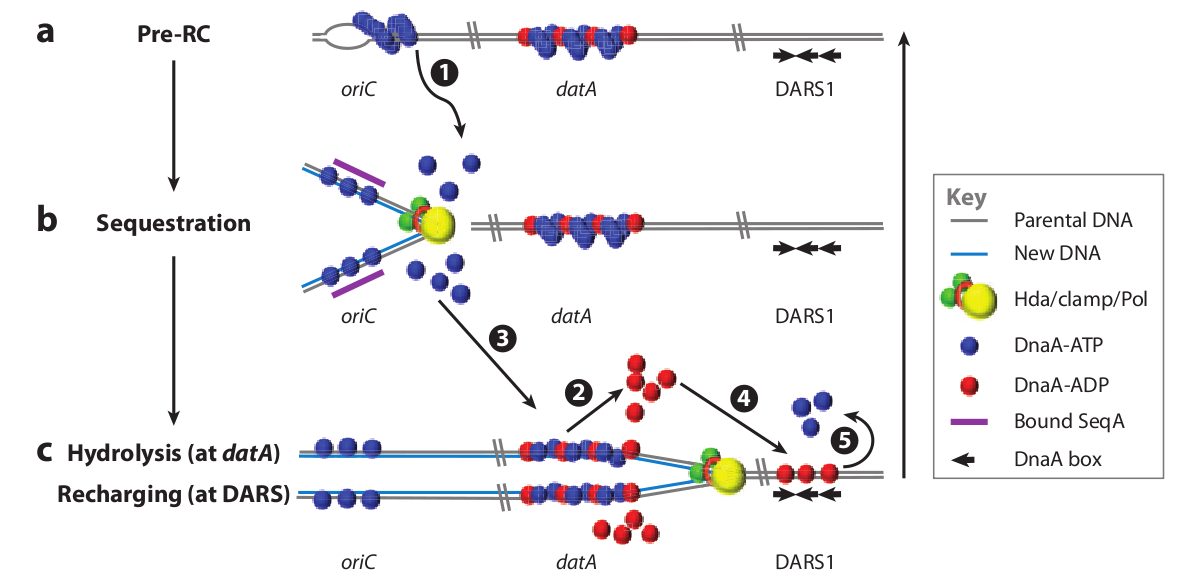 a
Pre-RC
1
oriC
datA
DARS1
b
Sequestration
oriC
datA
DARS1
3
2
4
5
c
Hydrolysis (at datA)
Recharging (at DARS)
oriC
datA
DARS1
Key
Parental DNA
New DNA
Hda/clamp/Pol
DnaA-ATP
DnaA-ADP
Bound SeqA
DnaA box